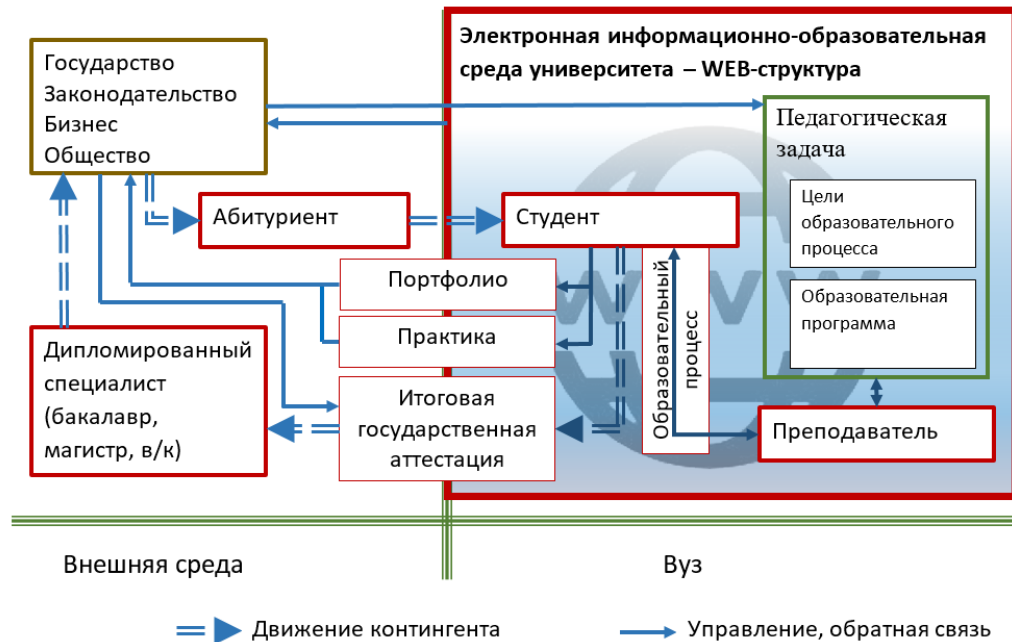 Электронная информационно-образовательная
среда университета – WEB-структура
Государство
Законодательство
Бизнес
Общество
Педагогическая
задача
Цели
образовательного
процесса
Образовательная
программа
Абитуриент
Студент
Портфолио
Практика
Итоговая
государственная
аттестация
Образовательный
процесс
Дипломированный
специалист
(бакалавр,
магистр, в/к)
Преподаватель
www
Внешняя среда
Вуз
Движение контингента
Управление, обратная связь